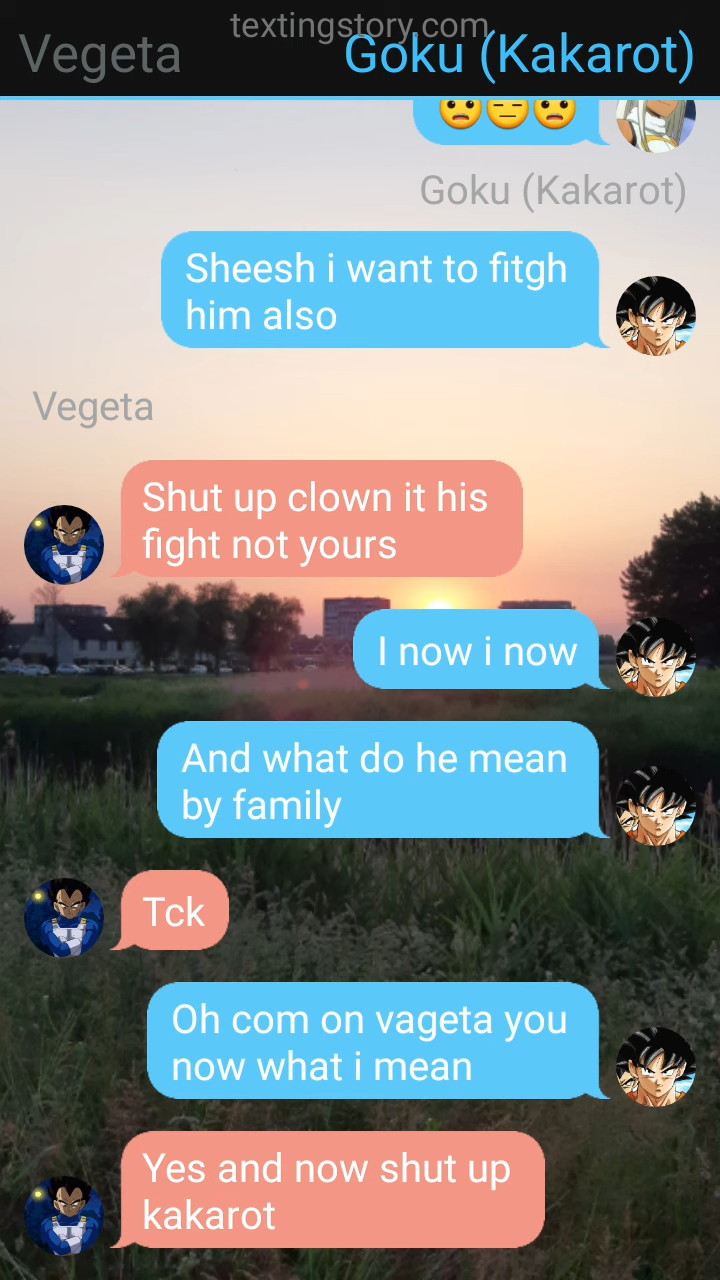 textingstory.com
Vegeta
Goku (Kakarot)
Goku (Kakarot)
Sheesh i want to fitgh
him also
Vegeta
Shut up clown it his
fight not yours
I now i now
And what do he mean
by family
Tck
Oh com on vageta you
now what i mean
Yes and now shut up
kakarot